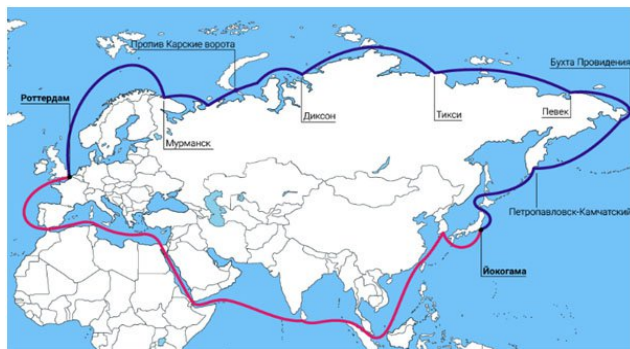 Пролив Карские ворота
Бухта Провидения
Роттердам
Диксон
Тикси
Певек
Мурманск
Петропавловск-Камчатский
Йокогама